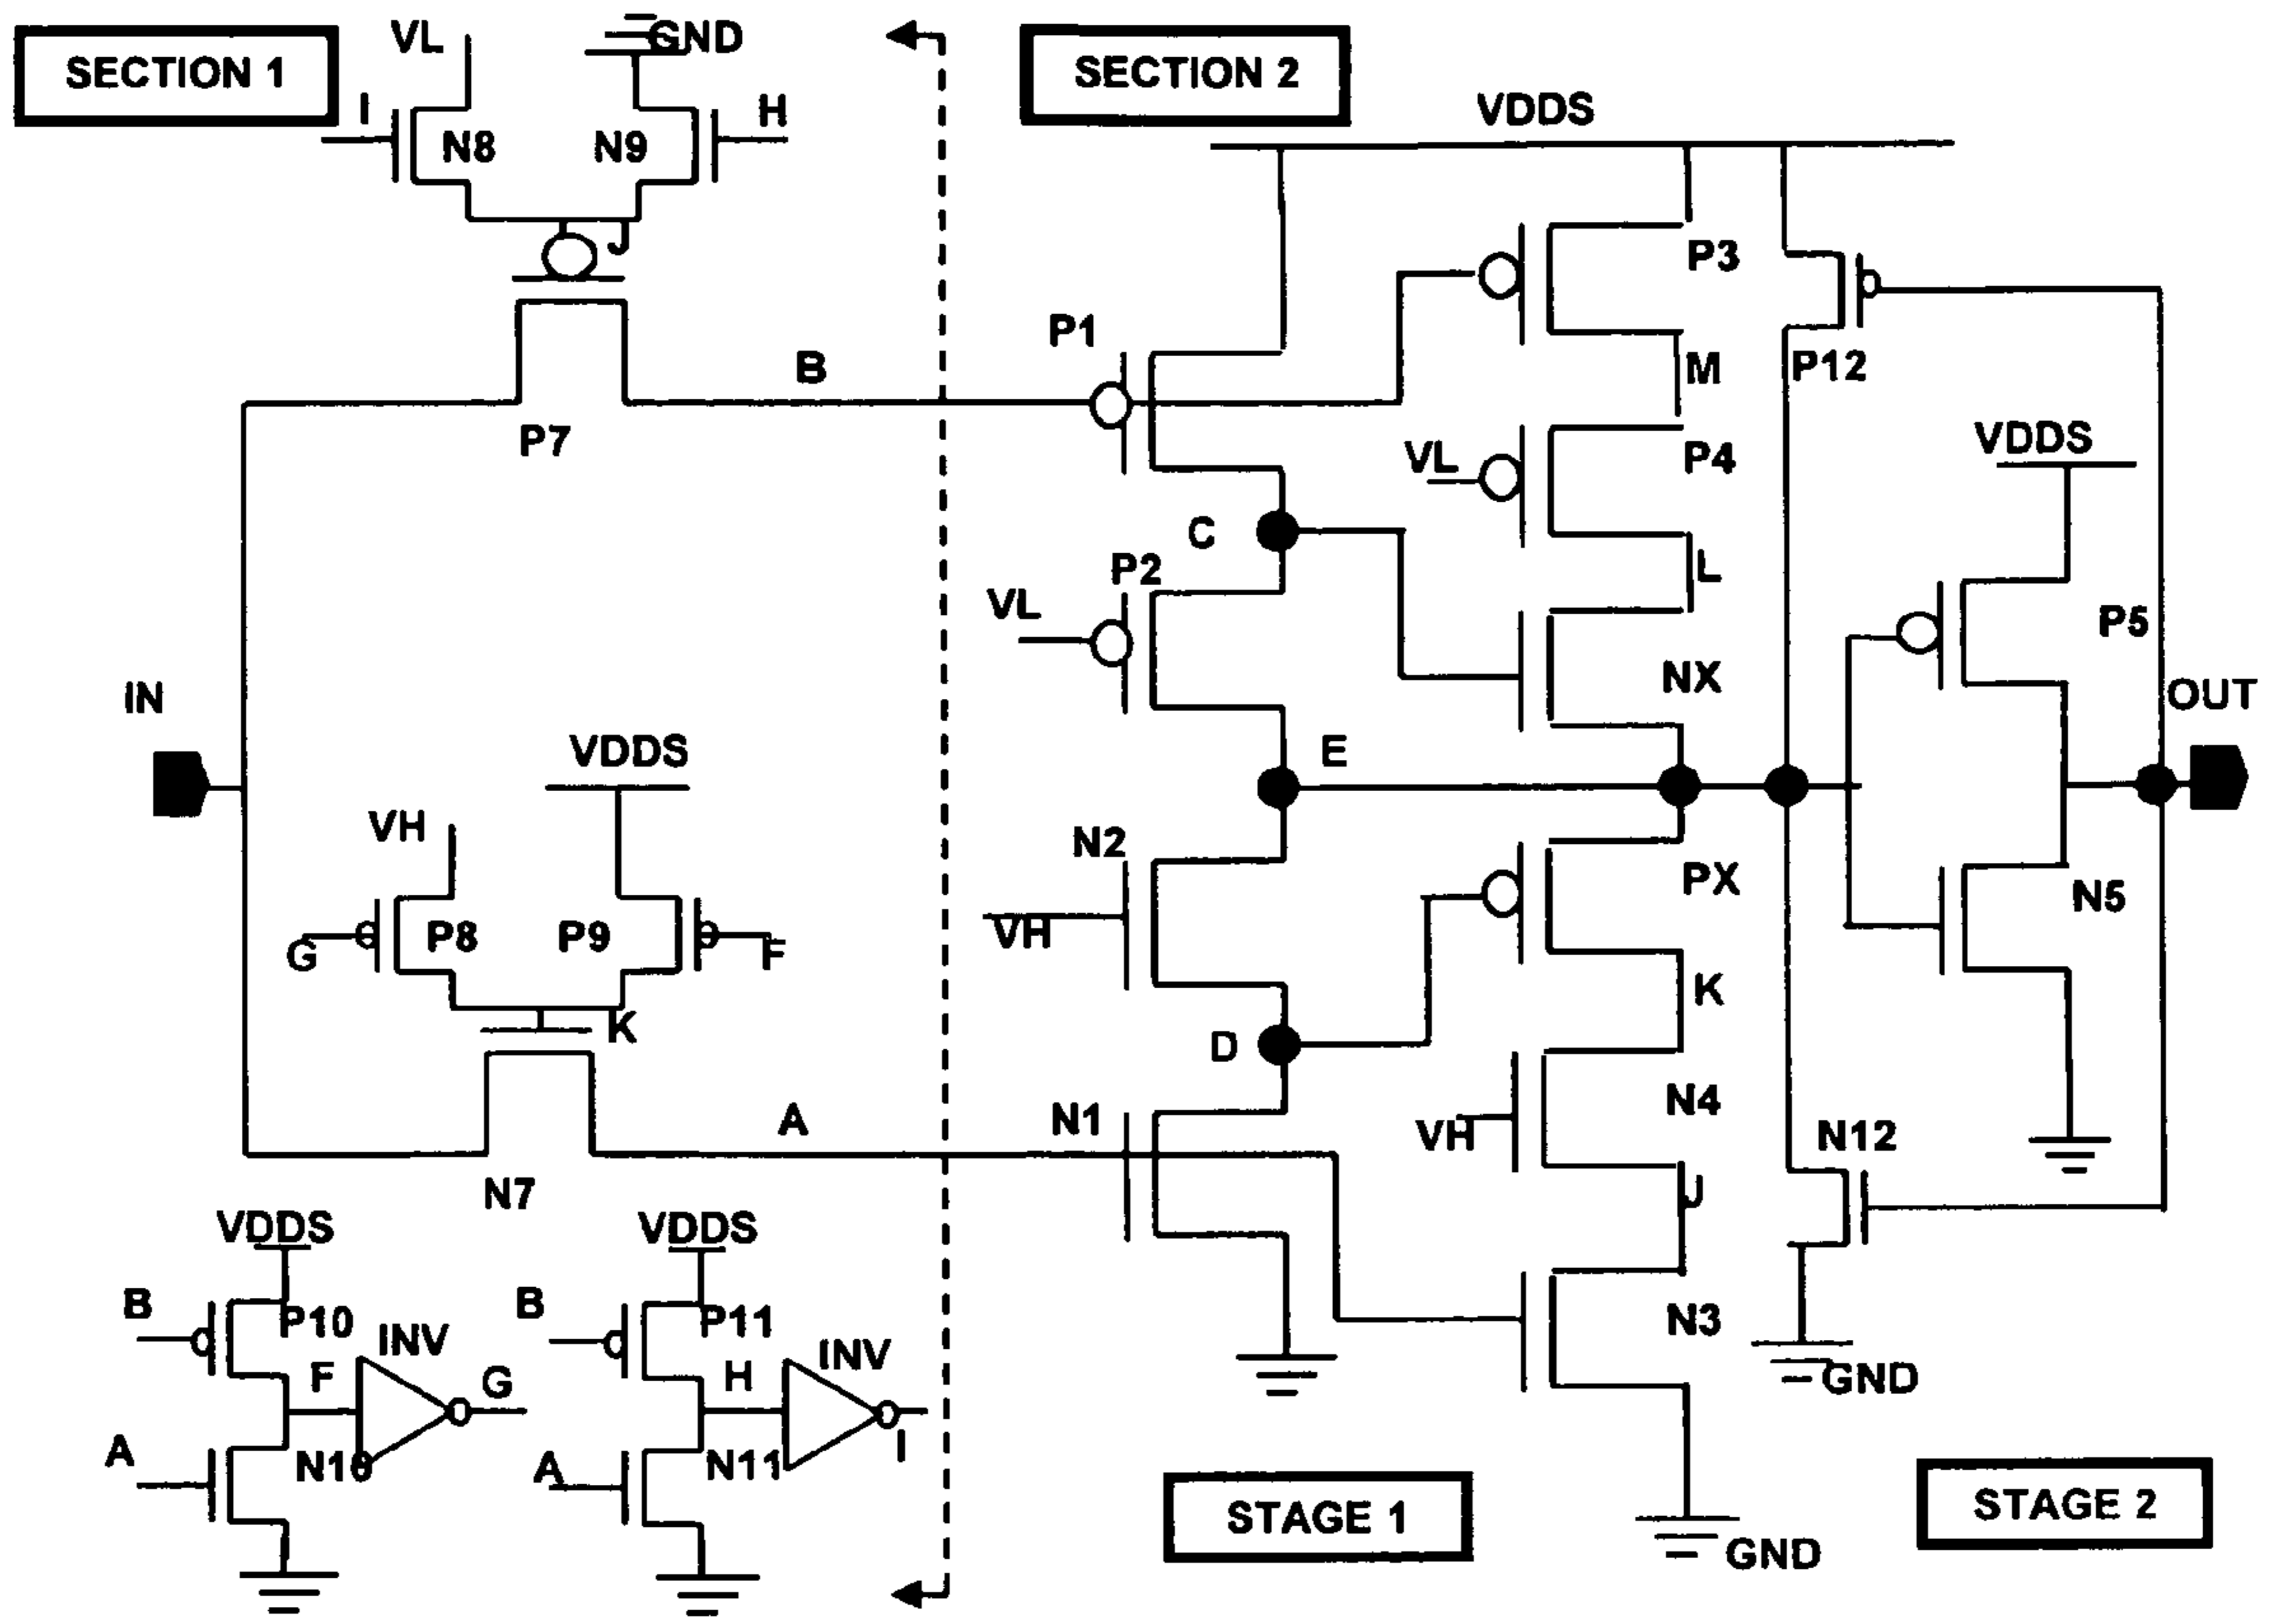 SECTION 1
VL
GND
SECTION 2
VDDS
I
N8
N9
H
J
P3
P1
B
M
P12
P7
VL
P4
VDDS
C
P2
L
VL
P5
IN
NX
OUT
VDDS
E
VH
N2
PX
N5
G
P8
P9
F
VH
K
K
D
A
N1
N4
VH
N12
N7
J
VDDS
VDDS
B
P10
INV
B
P11
INV
N3
F
G
H
GND
A
N10
A
N11
I
STAGE 1
STAGE 2
GND